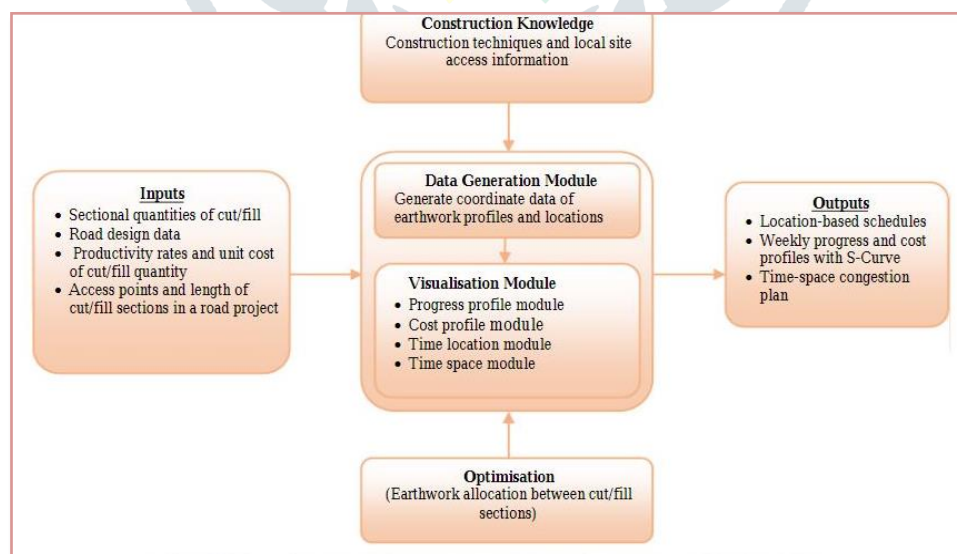 Construction Knowledge
Construction techniques and local site
access information
Inputs
• Sectional quantities of cut/fill
• Road design data
• Productivity rates and unit cost
of cut/fill quantity
• Access points and length of
cut/fill sections in a road project
Data Generation Module
Generate coordinate data of
earthwork profiles and locations
Visualisation Module
• Progress profile module
• Cost profile module
• Time location module
• Time space module
Outputs
• Location-based schedules
• Weekly progress and cost
profiles with S-Curve
• Time-space congestion
plan
Optimisation
(Earthwork allocation between cut/fill
sections)